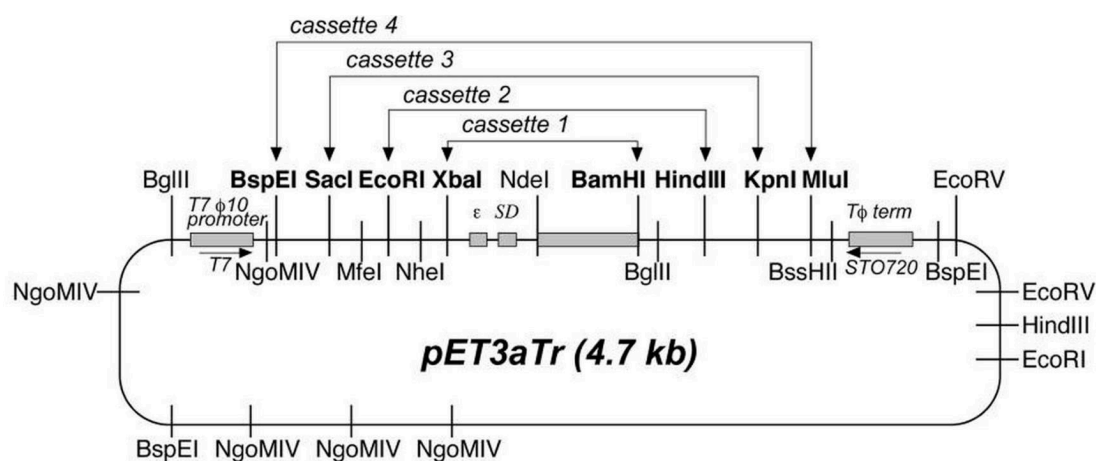 cassette 4
cassette 3
cassette 2
cassette 1
BglII BspEI SacI EcoRI XbaI NdeI BamHI HindIII KpnI MluI EcoRV
T7 ϕ10
promoter
ε SD
Tϕ term
T7
STO720
NgoMIV MfeI NheI BglII BssHII BspEI
NgoMIV
EcoRV
HindIII
EcoRI
pET3aTr (4.7 kb)
BspEI NgoMIV NgoMIV NgoMIV